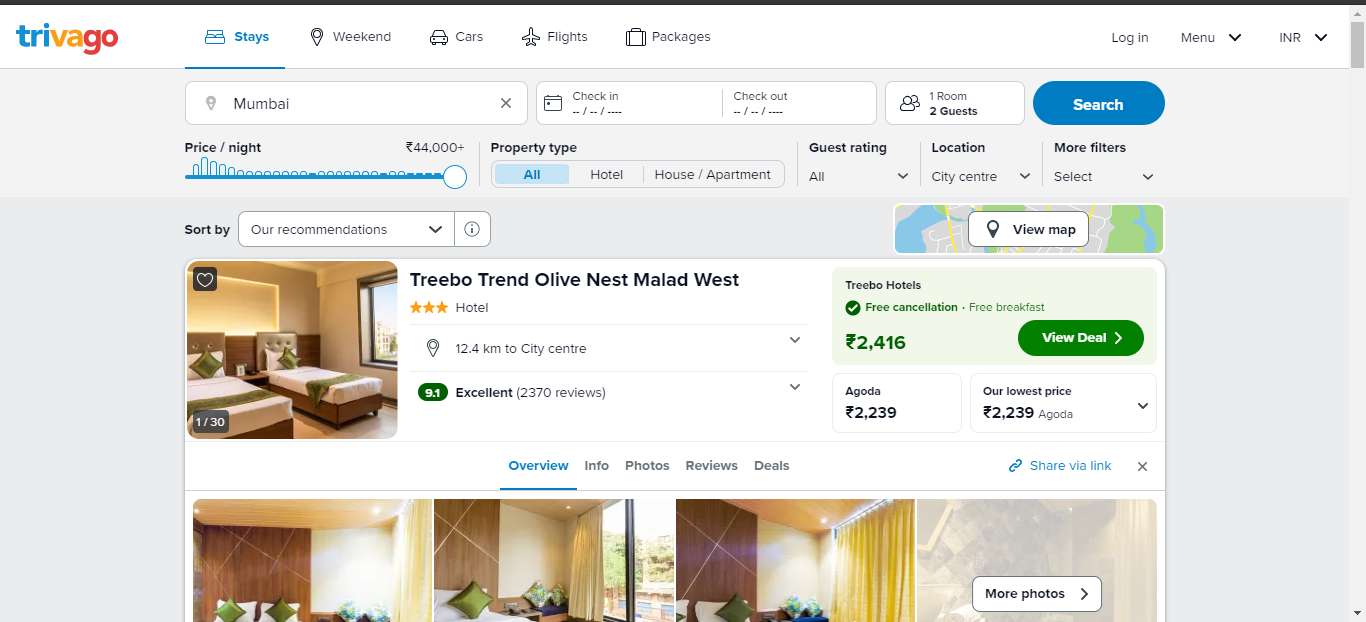 trivago
Stays
Weekend
Cars
Flights
Packages
Log in
Menu
INR
Mumbai
Check in
-- / -- / ----
Check out
-- / -- / ----
1 Room
2 Guests
Search
Price / night
₹44,000+
Property type
All
Hotel
House / Apartment
Guest rating
All
Location
City centre
More filters
Select
Sort by
Our recommendations
View map
1 / 30
Treebo Trend Olive Nest Malad West
Hotel
12.4 km to City centre
9.1 Excellent (2370 reviews)
Treebo Hotels
Free cancellation · Free breakfast
₹2,416
View Deal
Agoda
₹2,239
Our lowest price
₹2,239 Agoda
Overview
Info
Photos
Reviews
Deals
Share via link
More photos